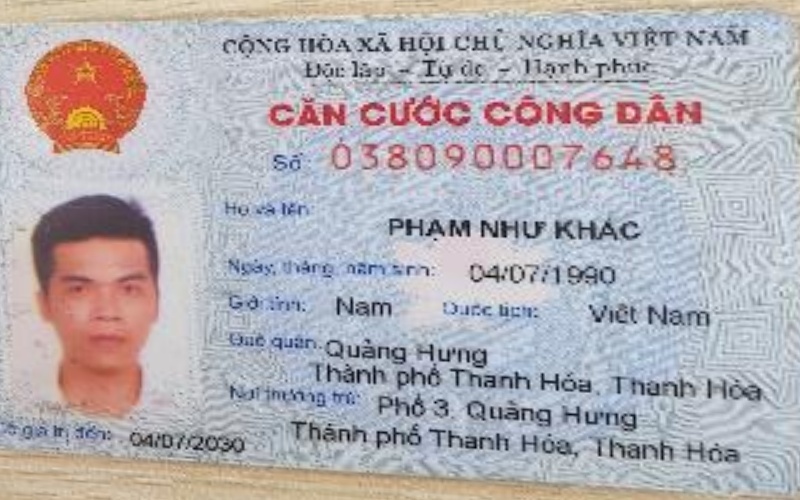 CỘNG HÒA XÃ HỘI CHỦ NGHĨA VIỆT NAM
Độc lập - Tự do - Hạnh phúc
CĂN CƯỚC CÔNG DÂN
Số: 038090007648
Họ và tên:
PHẠM NHƯ KHÁC
Ngày, tháng, năm sinh: 04/07/1990
Giới tính: Nam Quốc tịch: Việt Nam
Quê quán: Quảng Hưng
Thành phố Thanh Hóa, Thanh Hóa
Nơi thường trú: Phố 3, Quảng Hưng
Thành phố Thanh Hóa, Thanh Hóa
giá trị đến: 04/07/2030